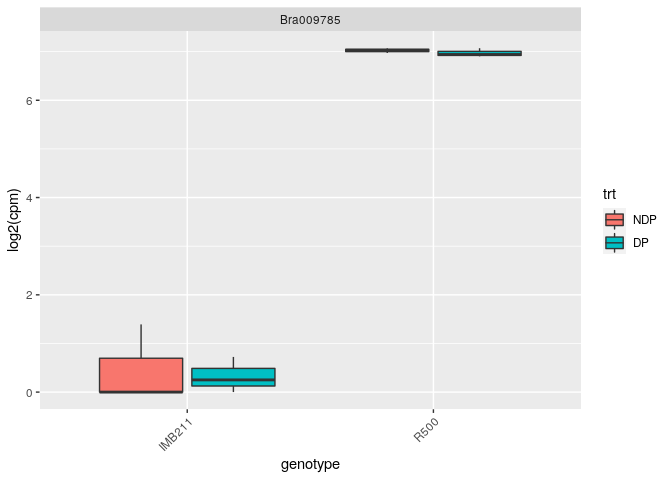 Bra009785
log2(cpm)
6
4
2
0
IMB211
R500
genotype
trt
NDP
DP